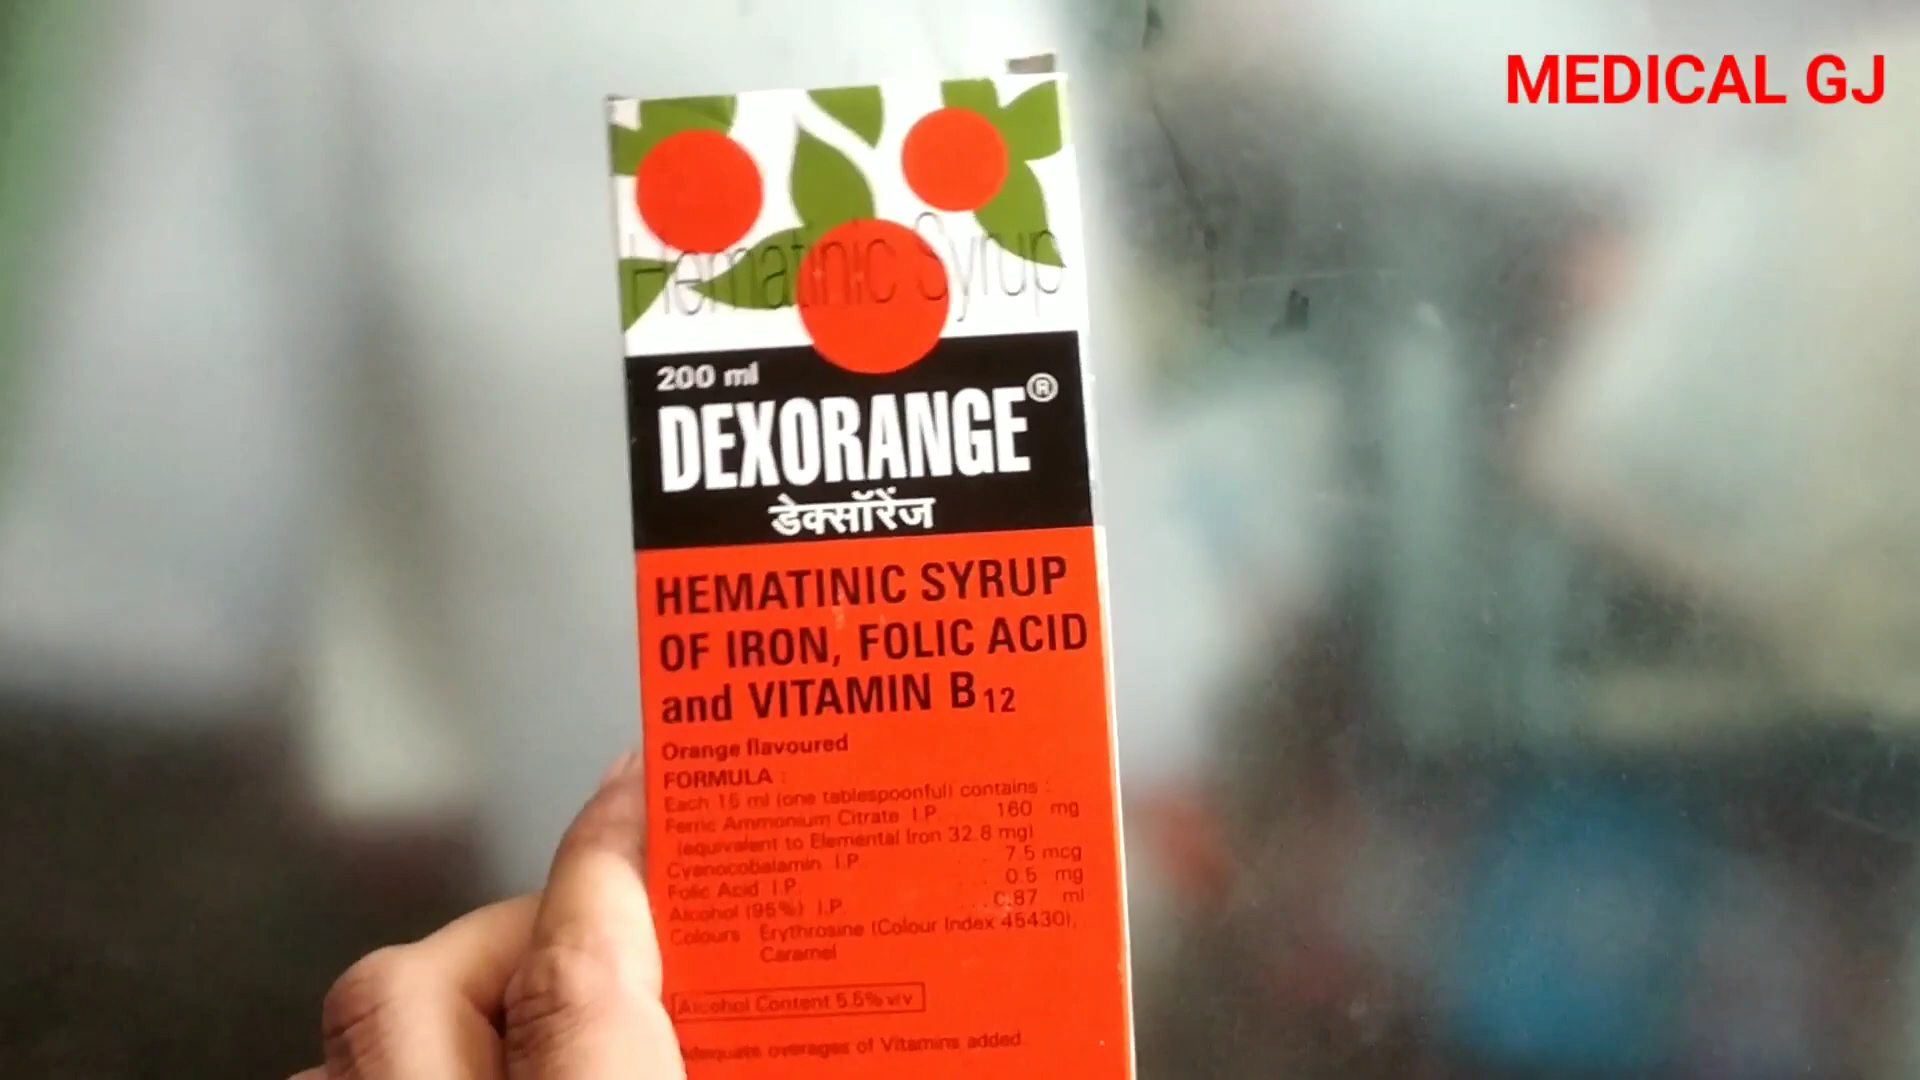 MEDICAL GJ
Hematinic Syrup
200 ml
DEXORANGE®
डेक्सॉरेंज
HEMATINIC SYRUP
OF IRON, FOLIC ACID
and VITAMIN B12
Orange flavoured
FORMULA :
Each 15 ml (one tablespoonful) contains :
Ferric Ammonium Citrate I.P. 160 mg
(equivalent to Elemental Iron 32.8 mg)
Cyanocobalamin I.P. ... 7.5 mcg
Folic Acid I.P. ... 0.5 mg
Alcohol (95%) I.P. ... 0.87 ml
Colours Erythrosine (Colour Index 45430),
Caramel
Alcohol Content 5.5% v/v
Adequate overages of Vitamins added.